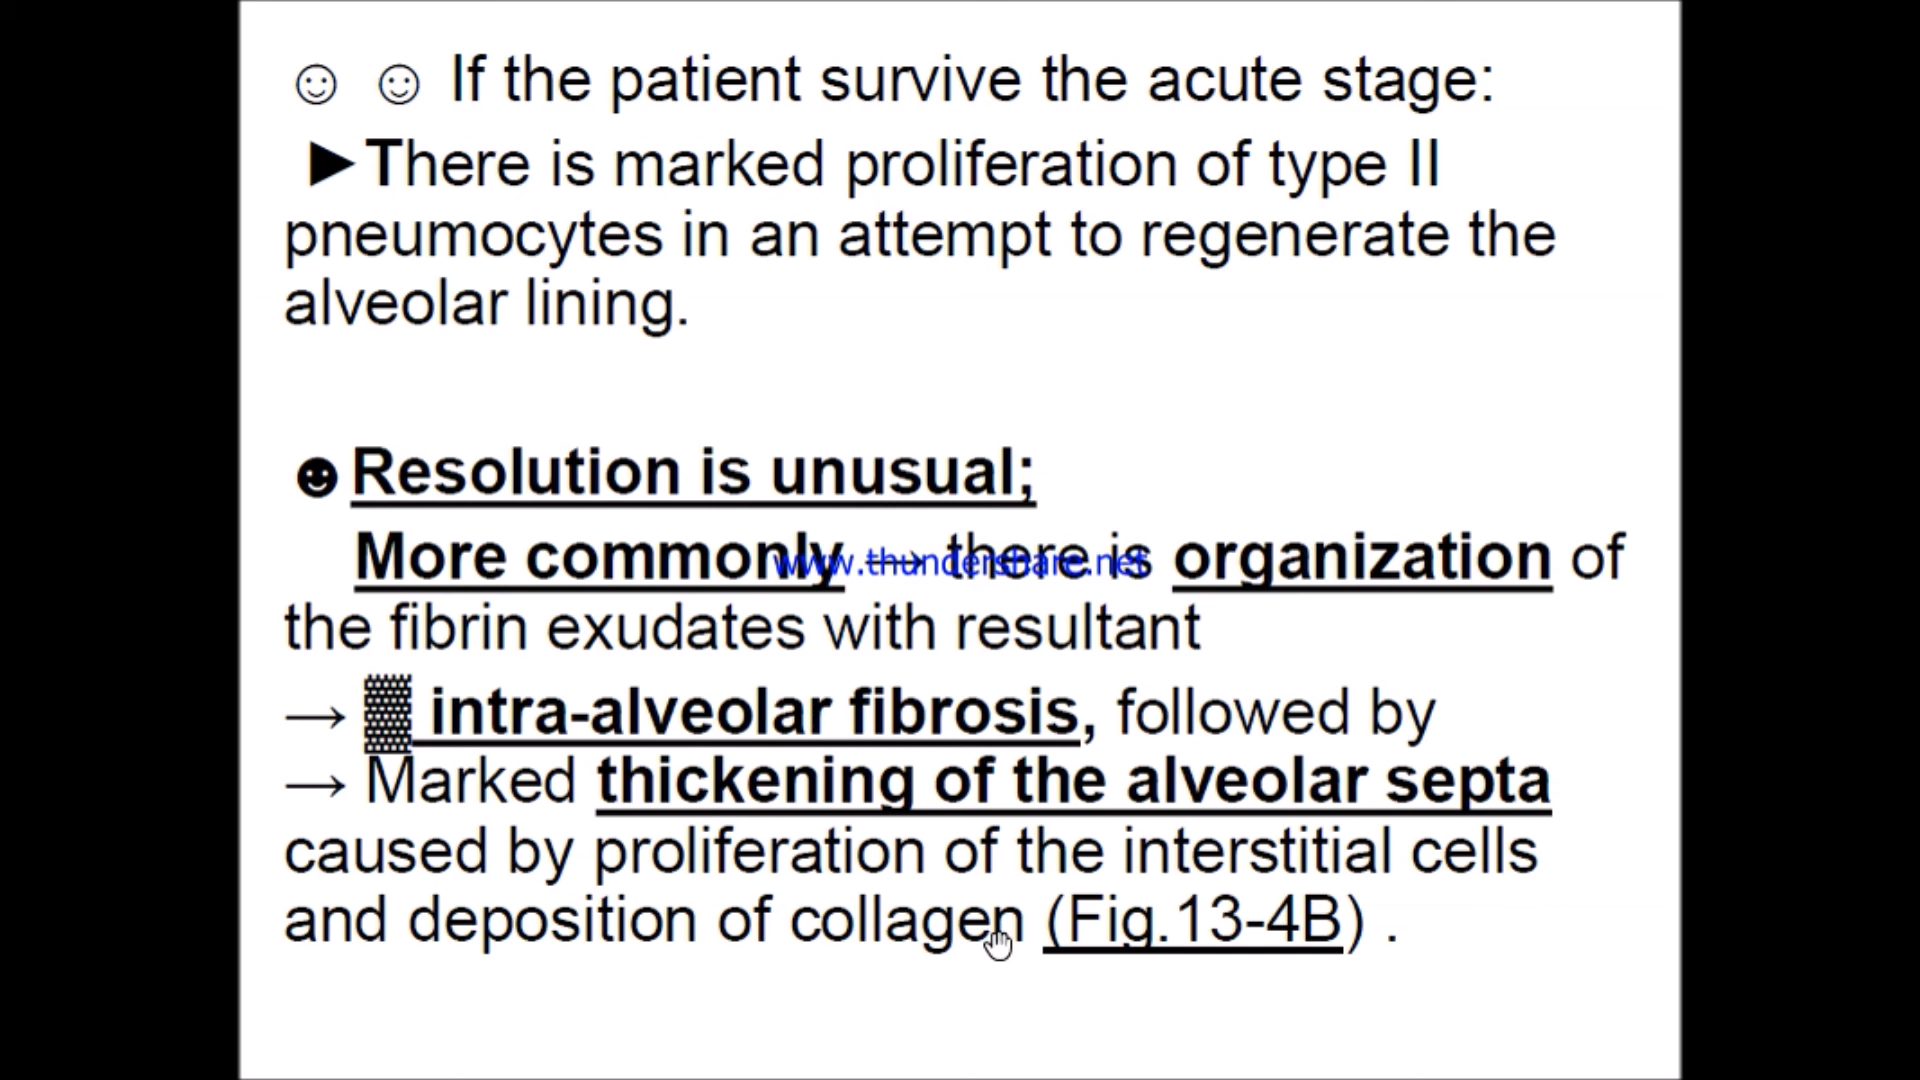 ☺ ☺ If the patient survive the acute stage:
►There is marked proliferation of type II
pneumocytes in an attempt to regenerate the
alveolar lining.
☻Resolution is unusual;
More commonly → there is organization of
www.thundershare.net
the fibrin exudates with resultant
→ ▓ intra-alveolar fibrosis, followed by
→ Marked thickening of the alveolar septa
caused by proliferation of the interstitial cells
and deposition of collagen (Fig.13-4B) .